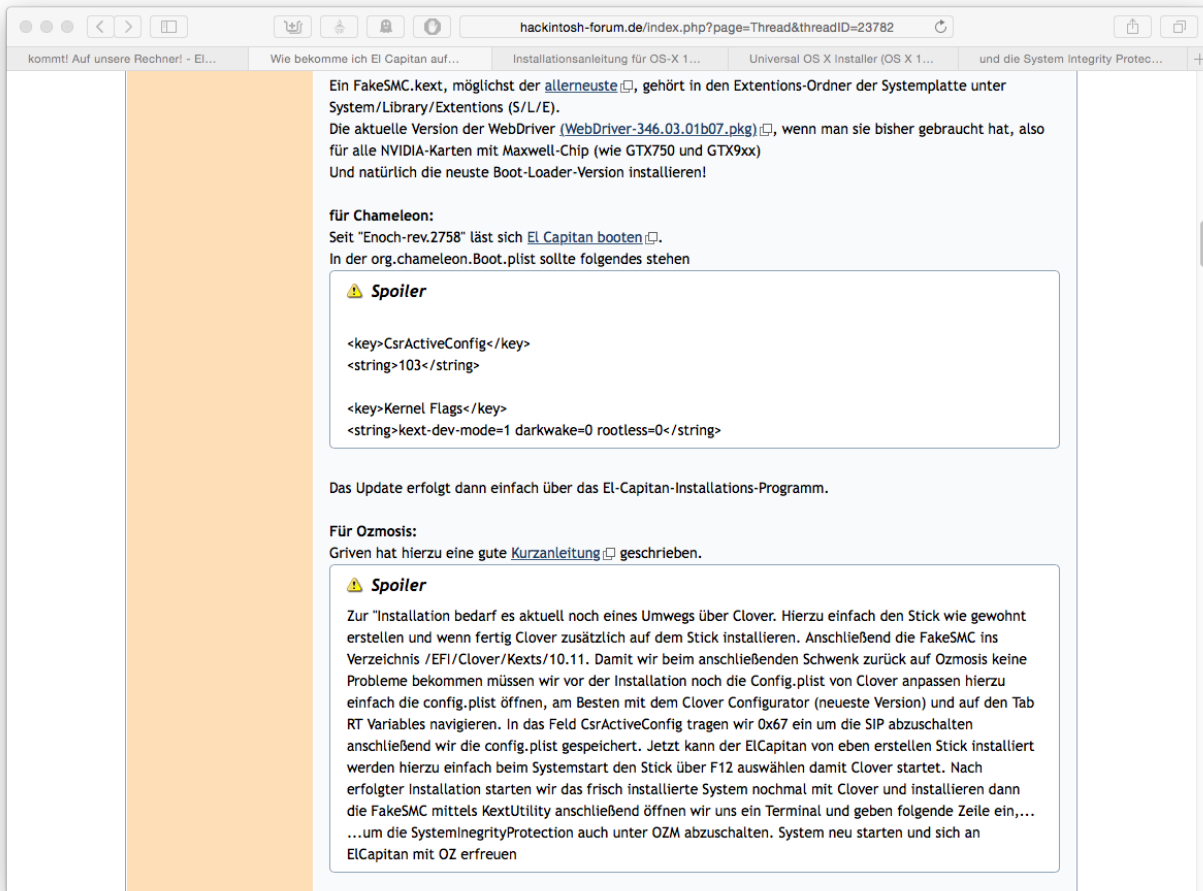 hackintosh-forum.de/index.php?page=Thread&threadID=23782
kommt! Auf unsere Rechner! - El...
Wie bekomme ich El Capitan auf...
Installationsanleitung für OS-X 1...
Universal OS X Installer (OS X 1...
und die System Integrity Protec...
Ein FakeSMC.kext, möglichst der allerneuste, gehört in den Extentions-Ordner der Systemplatte unter
System/Library/Extentions (S/L/E).
Die aktuelle Version der WebDriver (WebDriver-346.03.01b07.pkg), wenn man sie bisher gebraucht hat, also
für alle NVIDIA-Karten mit Maxwell-Chip (wie GTX750 und GTX9xx)
Und natürlich die neuste Boot-Loader-Version installieren!
für Chameleon:
Seit "Enoch-rev.2758" läst sich El Capitan booten.
In der org.chameleon.Boot.plist sollte folgendes stehen
Spoiler
<key>CsrActiveConfig</key>
<string>103</string>
<key>Kernel Flags</key>
<string>kext-dev-mode=1 darkwake=0 rootless=0</string>
Das Update erfolgt dann einfach über das El-Capitan-Installations-Programm.
Für Ozmosis:
Griven hat hierzu eine gute Kurzanleitung geschrieben.
Spoiler
Zur "Installation bedarf es aktuell noch eines Umwegs über Clover. Hierzu einfach den Stick wie gewohnt
erstellen und wenn fertig Clover zusätzlich auf dem Stick installieren. Anschließend die FakeSMC ins
Verzeichnis /EFI/Clover/Kexts/10.11. Damit wir beim anschließenden Schwenk zurück auf Ozmosis keine
Probleme bekommen müssen wir vor der Installation noch die Config.plist von Clover anpassen hierzu
einfach die config.plist öffnen, am Besten mit dem Clover Configurator (neueste Version) und auf den Tab
RT Variables navigieren. In das Feld CsrActiveConfig tragen wir 0x67 ein um die SIP abzuschalten
anschließend wir die config.plist gespeichert. Jetzt kann der ElCapitan von eben erstellen Stick installiert
werden hierzu einfach beim Systemstart den Stick über F12 auswählen damit Clover startet. Nach
erfolgter Installation starten wir das frisch installierte System nochmal mit Clover und installieren dann
die FakeSMC mittels KextUtility anschließend öffnen wir uns ein Terminal und geben folgende Zeile ein,...
...um die SystemInegrityProtection auch unter OZM abzuschalten. System neu starten und sich an
ElCapitan mit OZ erfreuen